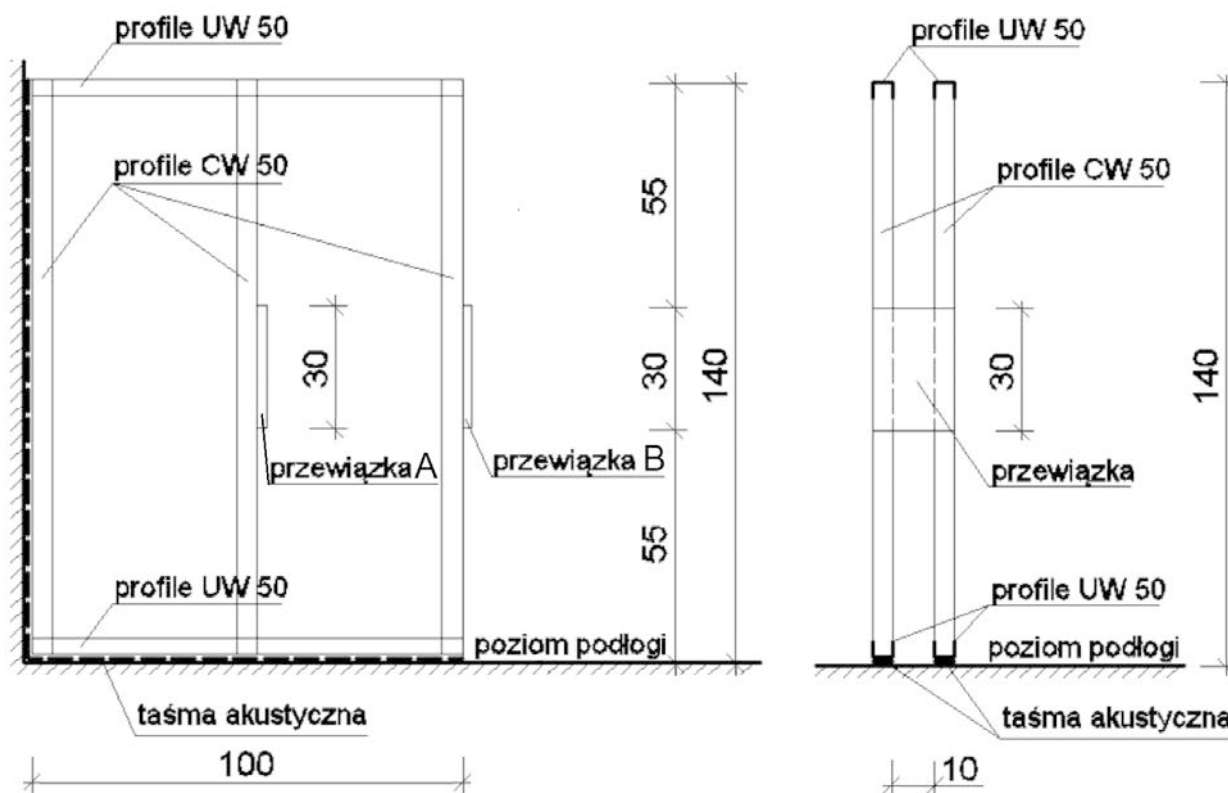 profile UW 50
profile CW 50
30
przewiązka A
przewiązka B
profile UW 50
poziom podłogi
taśma akustyczna
100
55
30
55
140
profile UW 50
profile CW 50
30
140
przewiązka
profile UW 50
poziom podłogi
taśma akustyczna
10